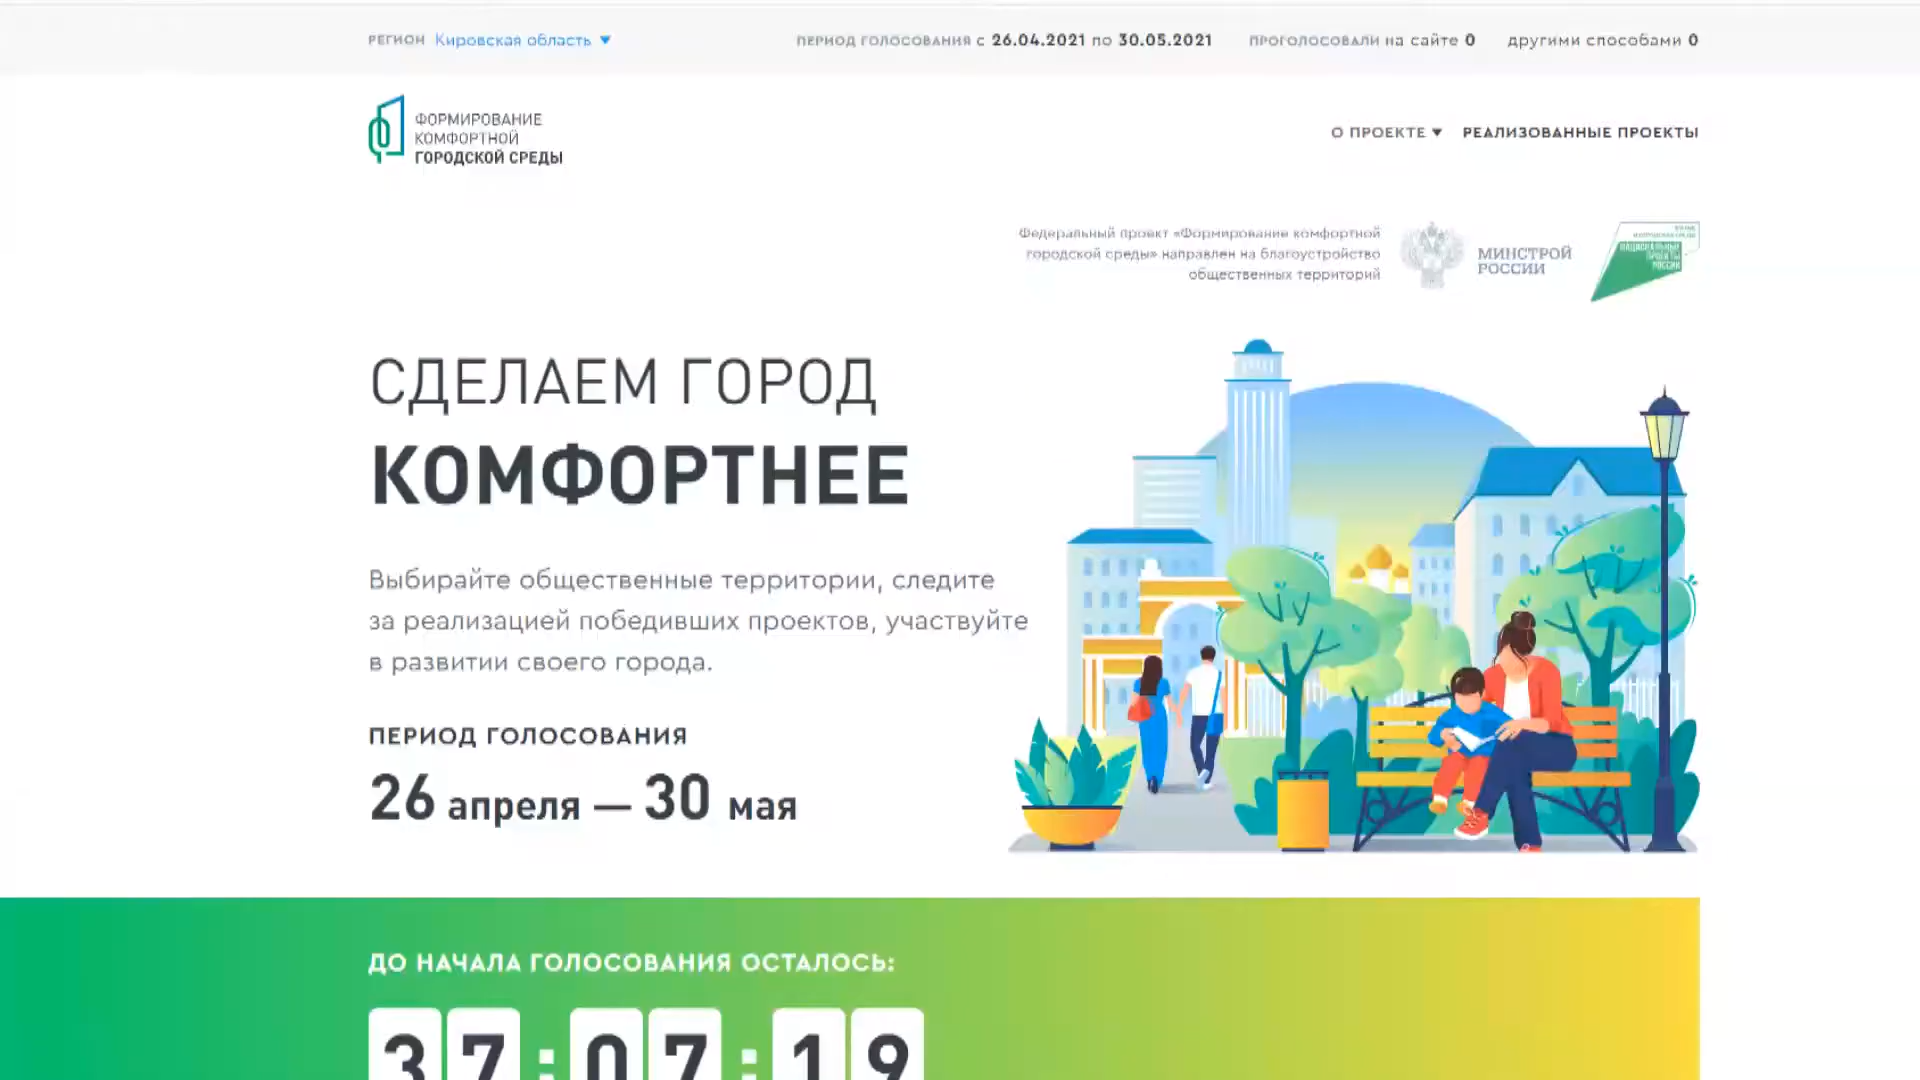 РЕГИОН Кировская область ▼
ПЕРИОД ГОЛОСОВАНИЯ с 26.04.2021 по 30.05.2021
ПРОГОЛОСОВАЛИ на сайте 0 другими способами 0
ФОРМИРОВАНИЕ
КОМФОРТНОЙ
ГОРОДСКОЙ СРЕДЫ
О ПРОЕКТЕ ▼ РЕАЛИЗОВАННЫЕ ПРОЕКТЫ
Федеральный проект «Формирование комфортной
городской среды» направлен на благоустройство
общественных территорий
МИНСТРОЙ
РОССИИ
НАЦИОНАЛЬНЫЕ
ПРОЕКТЫ
РОССИИ
СДЕЛАЕМ ГОРОД
КОМФОРТНЕЕ
Выбирайте общественные территории, следите
за реализацией победивших проектов, участвуйте
в развитии своего города.
ПЕРИОД ГОЛОСОВАНИЯ
26 апреля — 30 мая
ДО НАЧАЛА ГОЛОСОВАНИЯ ОСТАЛОСЬ:
37:07:19